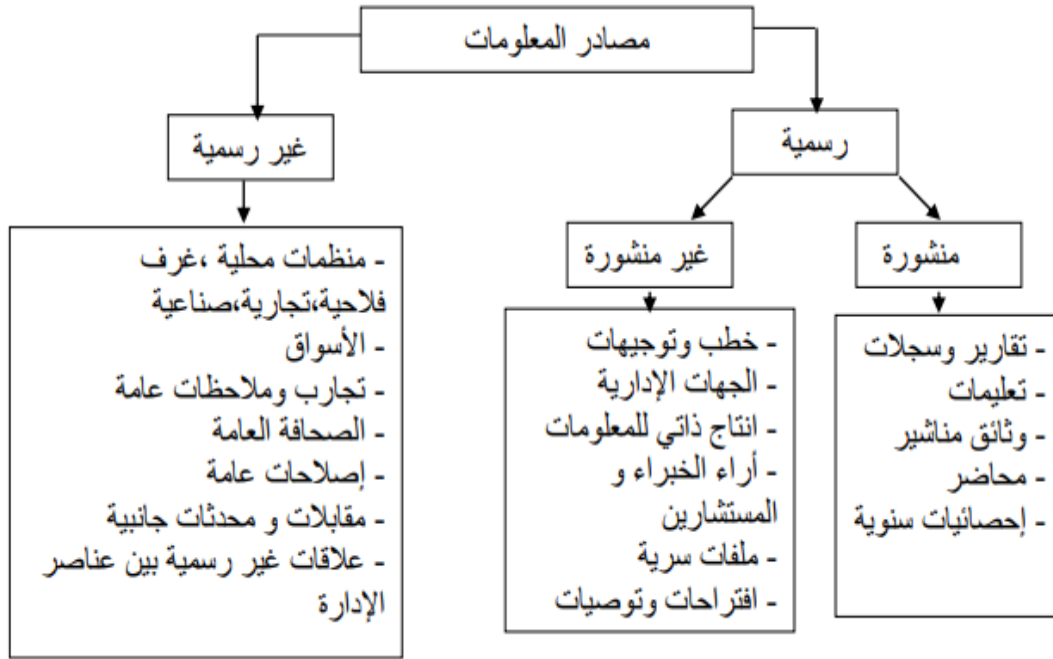 مصادر المعلومات
رسمية
غير رسمية
منشورة
غير منشورة
- تقارير وسجلات
تعليمات
- وثائق مناشير
- محاضر
- إحصائيات سنوية
- خطب وتوجيهات
- الجهات الإدارية
- انتاج ذاتي للمعلومات
- أراء الخبراء و
المستشارين
- ملفات سرية
- افتراحات وتوصيات
- منظمات محلية ،غرف
فلاحية،تجارية،صناعية
- الأسواق
- تجارب وملاحظات عامة
- الصحافة العامة
- إصلاحات عامة
- مقابلات و محدثات جانبية
- علاقات غير رسمية بين عناصر
الإدارة